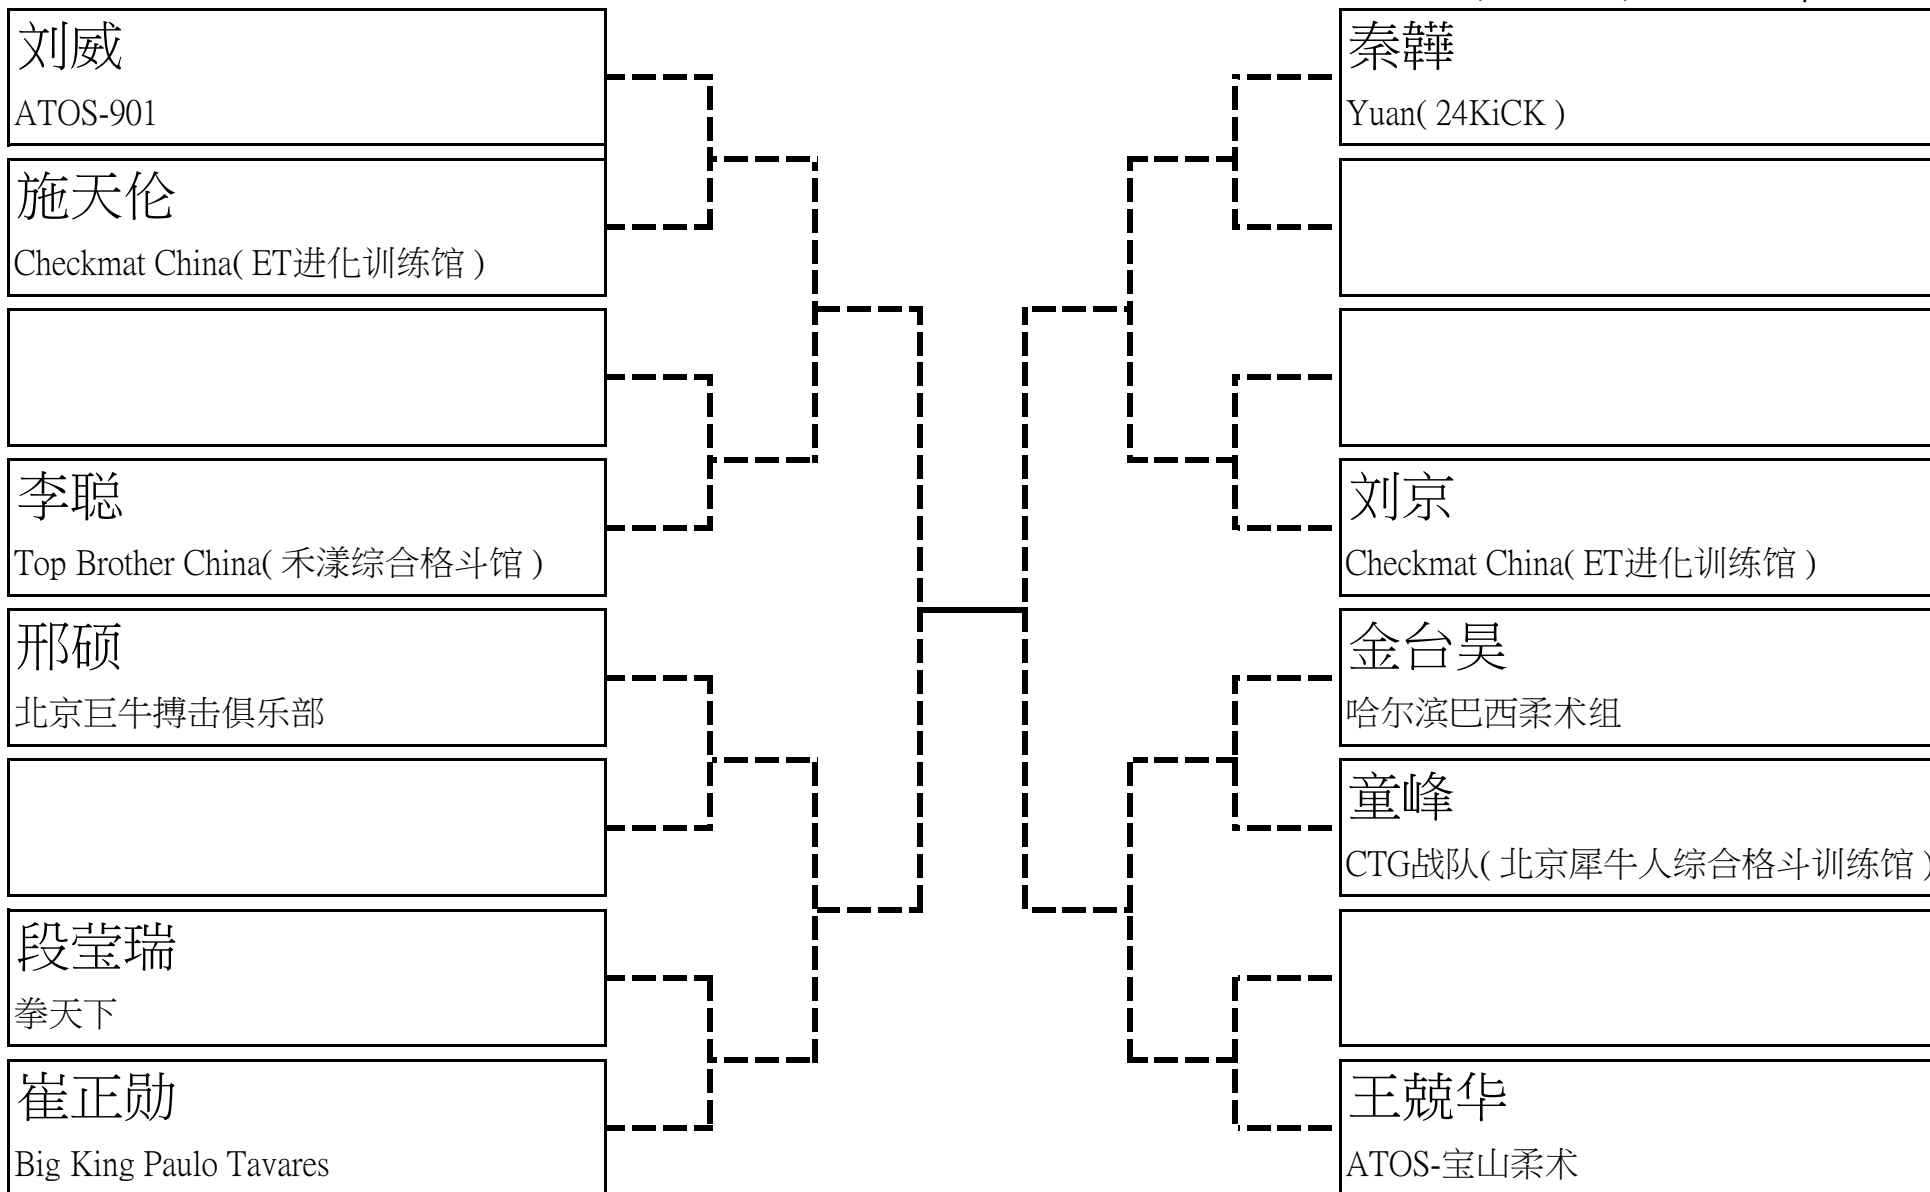 刘威
ATOS-901
施天伦
Checkmat China( ET进化训练馆 )
李聪
Top Brother China( 禾漾综合格斗馆 )
邢硕
北京巨牛搏击俱乐部
段莹瑞
拳天下
崔正勋
Big King Paulo Tavares
秦韡
Yuan( 24KiCK )
刘京
Checkmat China( ET进化训练馆 )
金台昊
哈尔滨巴西柔术组
童峰
CTG战队( 北京犀牛人综合格斗训练馆 )
王兢华
ATOS-宝山柔术